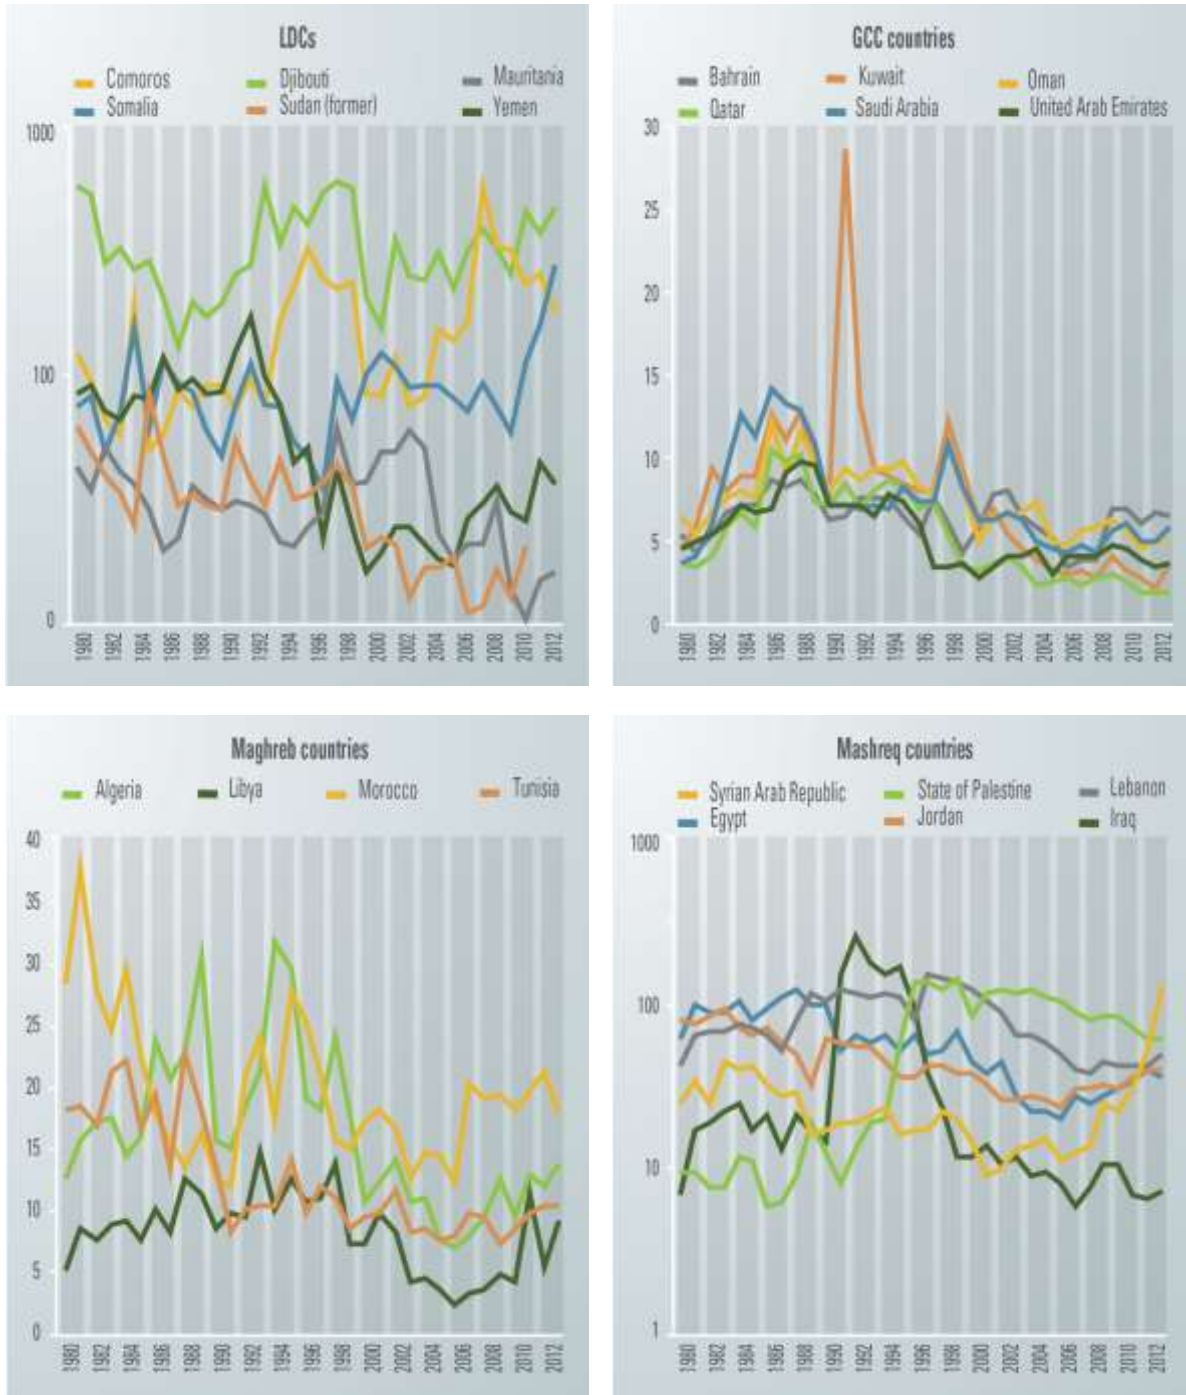 LDCs
Comoros Djibouti Mauritania
Somalia Sudan (former) Yemen
1000
100
0
1980 1982 1984 1986 1988 1990 1992 1994 1996 1998 2000 2002 2004 2006 2008 2010 2012
GCC countries
Bahrain Kuwait Oman
Qatar Saudi Arabia United Arab Emirates
30
25
20
15
10
5
0
1980 1982 1984 1986 1988 1990 1992 1994 1996 1998 2000 2002 2004 2006 2008 2010 2012
Maghreb countries
Algeria Libya Morocco Tunisia
40
35
30
25
20
15
10
5
0
1980 1982 1984 1986 1988 1990 1992 1994 1996 1998 2000 2002 2004 2006 2008 2010 2012
Mashreq countries
Syrian Arab Republic State of Palestine Lebanon
Egypt Jordan Iraq
1000
100
10
1
1980 1982 1984 1986 1988 1990 1992 1994 1996 1998 2000 2002 2004 2006 2008 2010 2012